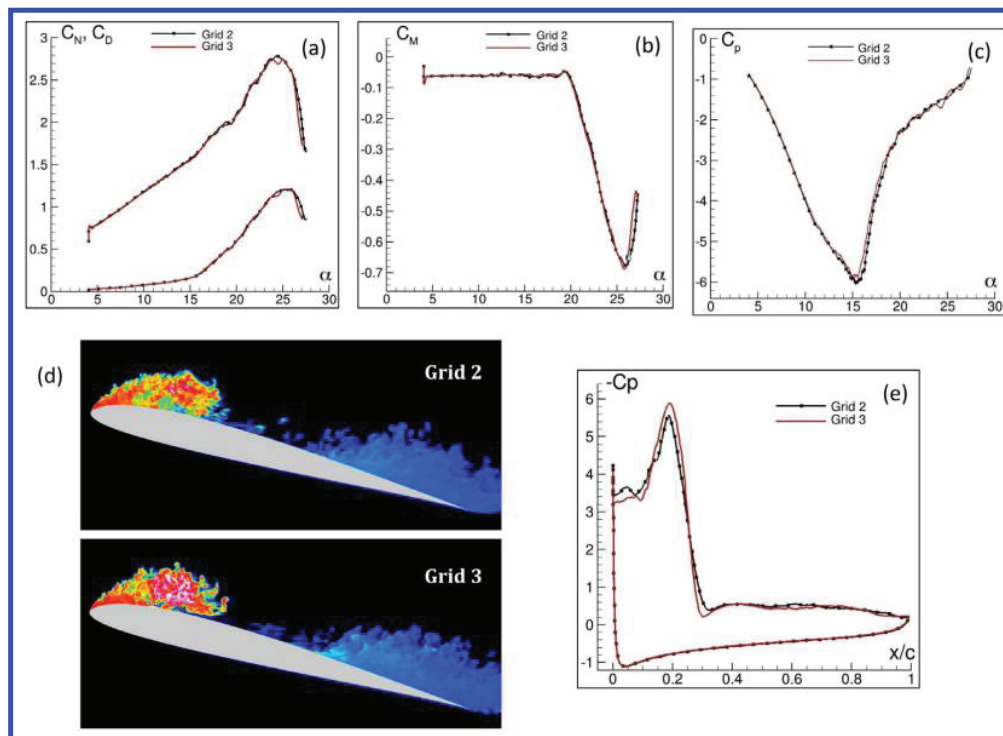 C_N, C_D
Grid 2
Grid 3
(a)
3
2.5
2
1.5
1
0.5
0
0 5 10 15 20 25 30
α
C_M
Grid 2
Grid 3
(b)
0
-0.1
-0.2
-0.3
-0.4
-0.5
-0.6
-0.7
0 5 10 15 20 25 30
α
C_p
Grid 2
Grid 3
(c)
-1
-2
-3
-4
-5
-6
0 5 10 15 20 25 30
α
(d)
Grid 2
Grid 3
-Cp
Grid 2
Grid 3
(e)
6
5
4
3
2
1
0
-1
0 0.2 0.4 0.6 0.8 1
x/c